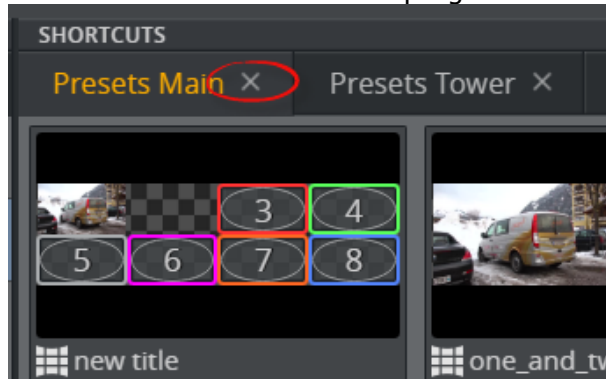 SHORTCUTS
Presets Main × Presets Tower ×
3 4
5 6 7 8
new title one_and_tw